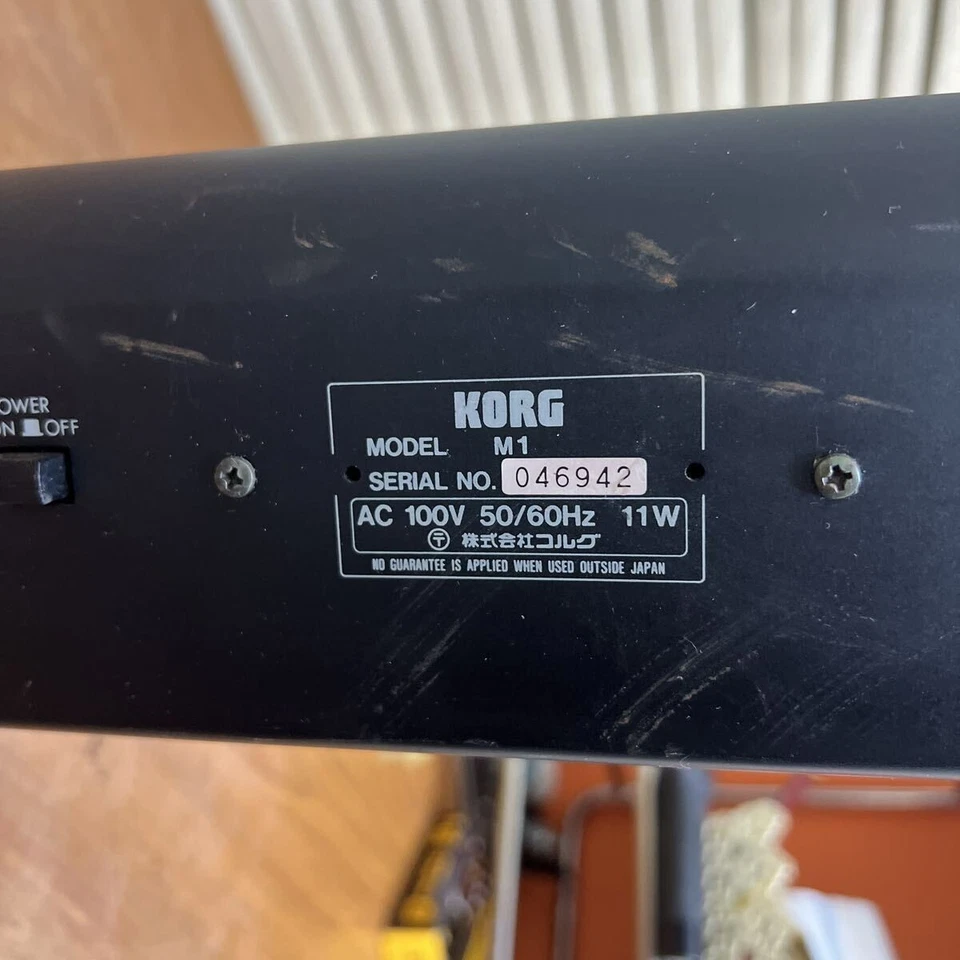 OWER
ON OFF
KORG
MODEL M1
SERIAL NO. 046942
AC 100V 50/60Hz 11W
〒 株式会社コルグ
NO GUARANTEE IS APPLIED WHEN USED OUTSIDE JAPAN